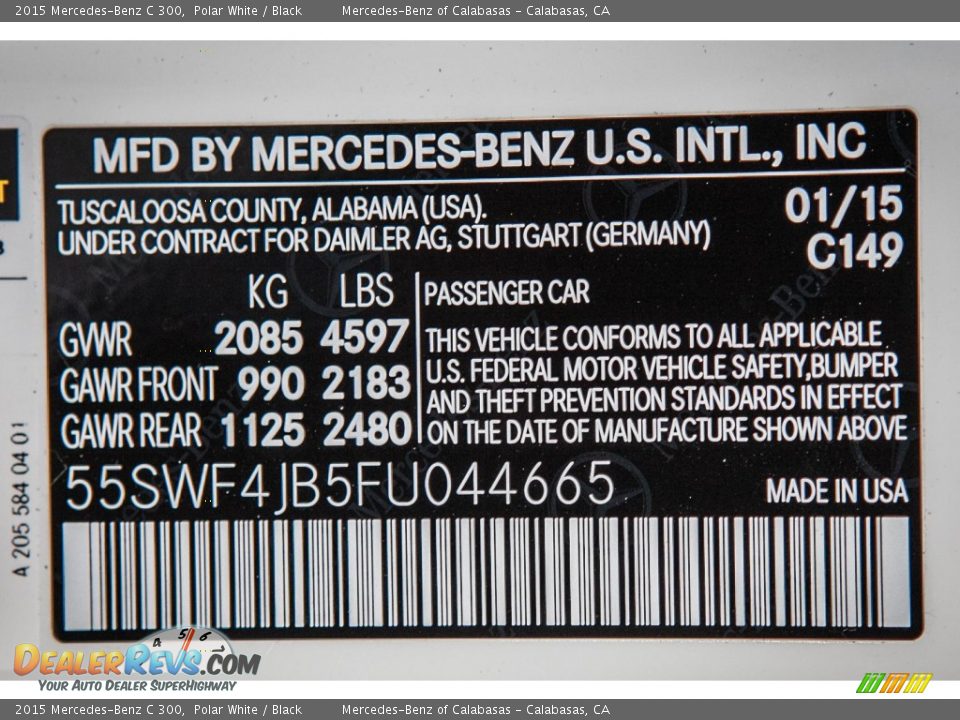 2015 Mercedes-Benz C 300, Polar White / Black Mercedes-Benz of Calabasas - Calabasas, CA
MFD BY MERCEDES-BENZ U.S. INTL., INC
TUSCALOOSA COUNTY, ALABAMA (USA). 01/15
UNDER CONTRACT FOR DAIMLER AG, STUTTGART (GERMANY) C149
KG LBS PASSENGER CAR
GVWR 2085 4597 THIS VEHICLE CONFORMS TO ALL APPLICABLE
U.S. FEDERAL MOTOR VEHICLE SAFETY,BUMPER
GAWR FRONT 990 2183 AND THEFT PREVENTION STANDARDS IN EFFECT
GAWR REAR 1125 2480 ON THE DATE OF MANUFACTURE SHOWN ABOVE
55SWF4JB5FU044665 MADE IN USA
A 205 584 04 01
4 5 6 7
DEALERREVS.COM
YOUR AUTO DEALER SUPERHIGHWAY
2015 Mercedes-Benz C 300, Polar White / Black Mercedes-Benz of Calabasas - Calabasas, CA